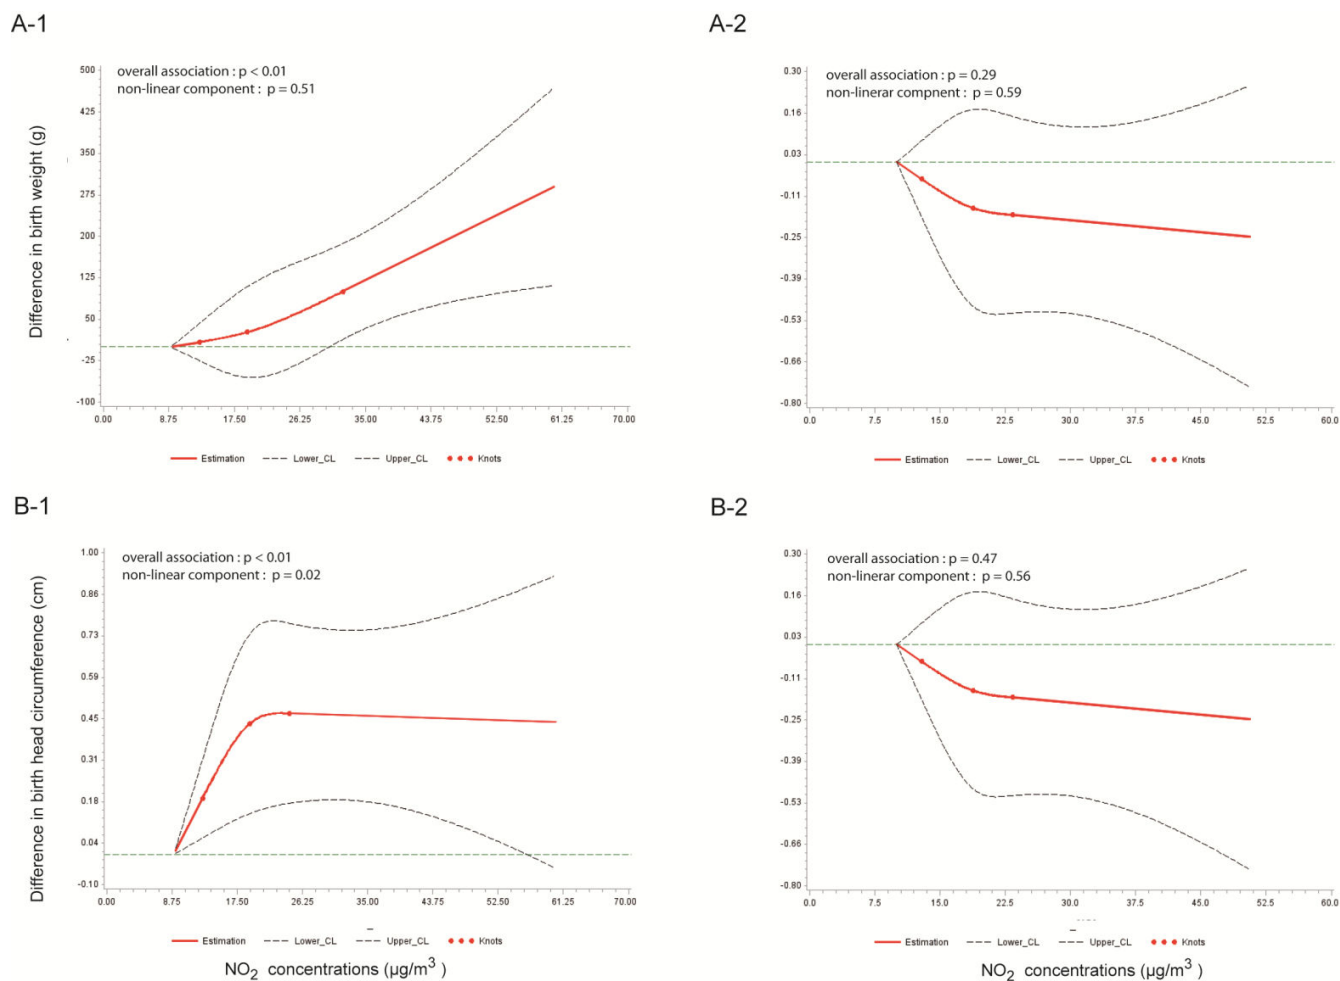 A-1
overall association : p < 0.01
non-linear component : p = 0.51
Difference in birth weight (g)
500
425
350
275
200
125
50
-25
-100
0.00 8.75 17.50 26.25 35.00 43.75 52.50 61.25 70.00
Estimation Lower_CL Upper_CL Knots
A-2
overall association : p = 0.29
non-linerar compnent : p = 0.59
0.30
0.16
0.03
-0.11
-0.25
-0.39
-0.53
-0.66
-0.80
0.0 7.5 15.0 22.5 30.0 37.5 45.0 52.5 60.0
Estimation Lower_CL Upper_CL Knots
B-1
overall association : p < 0.01
non-linear component : p = 0.02
Difference in birth head circumference (cm)
1.00
0.86
0.73
0.59
0.45
0.31
0.18
0.04
-0.10
0.00 8.75 17.50 26.25 35.00 43.75 52.50 61.25 70.00
Estimation Lower_CL Upper_CL Knots
NO2 concentrations (µg/m³ )
B-2
overall association : p = 0.47
non-linerar component : p = 0.56
0.30
0.16
0.03
-0.11
-0.25
-0.39
-0.53
-0.66
-0.80
0.0 7.5 15.0 22.5 30.0 37.5 45.0 52.5 60.0
Estimation Lower_CL Upper_CL Knots
NO2 concentrations (µg/m³ )